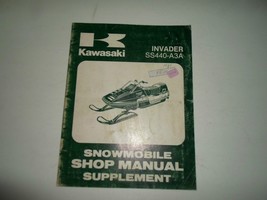 Kawasaki
INVADER
SS440-A3A
SNOWMOBILE
SHOP MANUAL
SUPPLEMENT